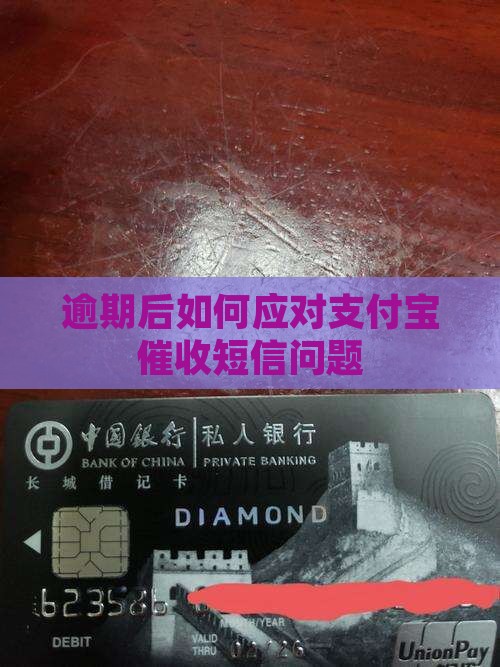 逾期后如何应对支付宝
催收短信问题
中国银行 私人银行
BANK OF CHINA PRIVATE BANKING
长城借记卡
DIAMOND
MONTH/YEAR
DEBIT
VALID
THRU
UnionPay